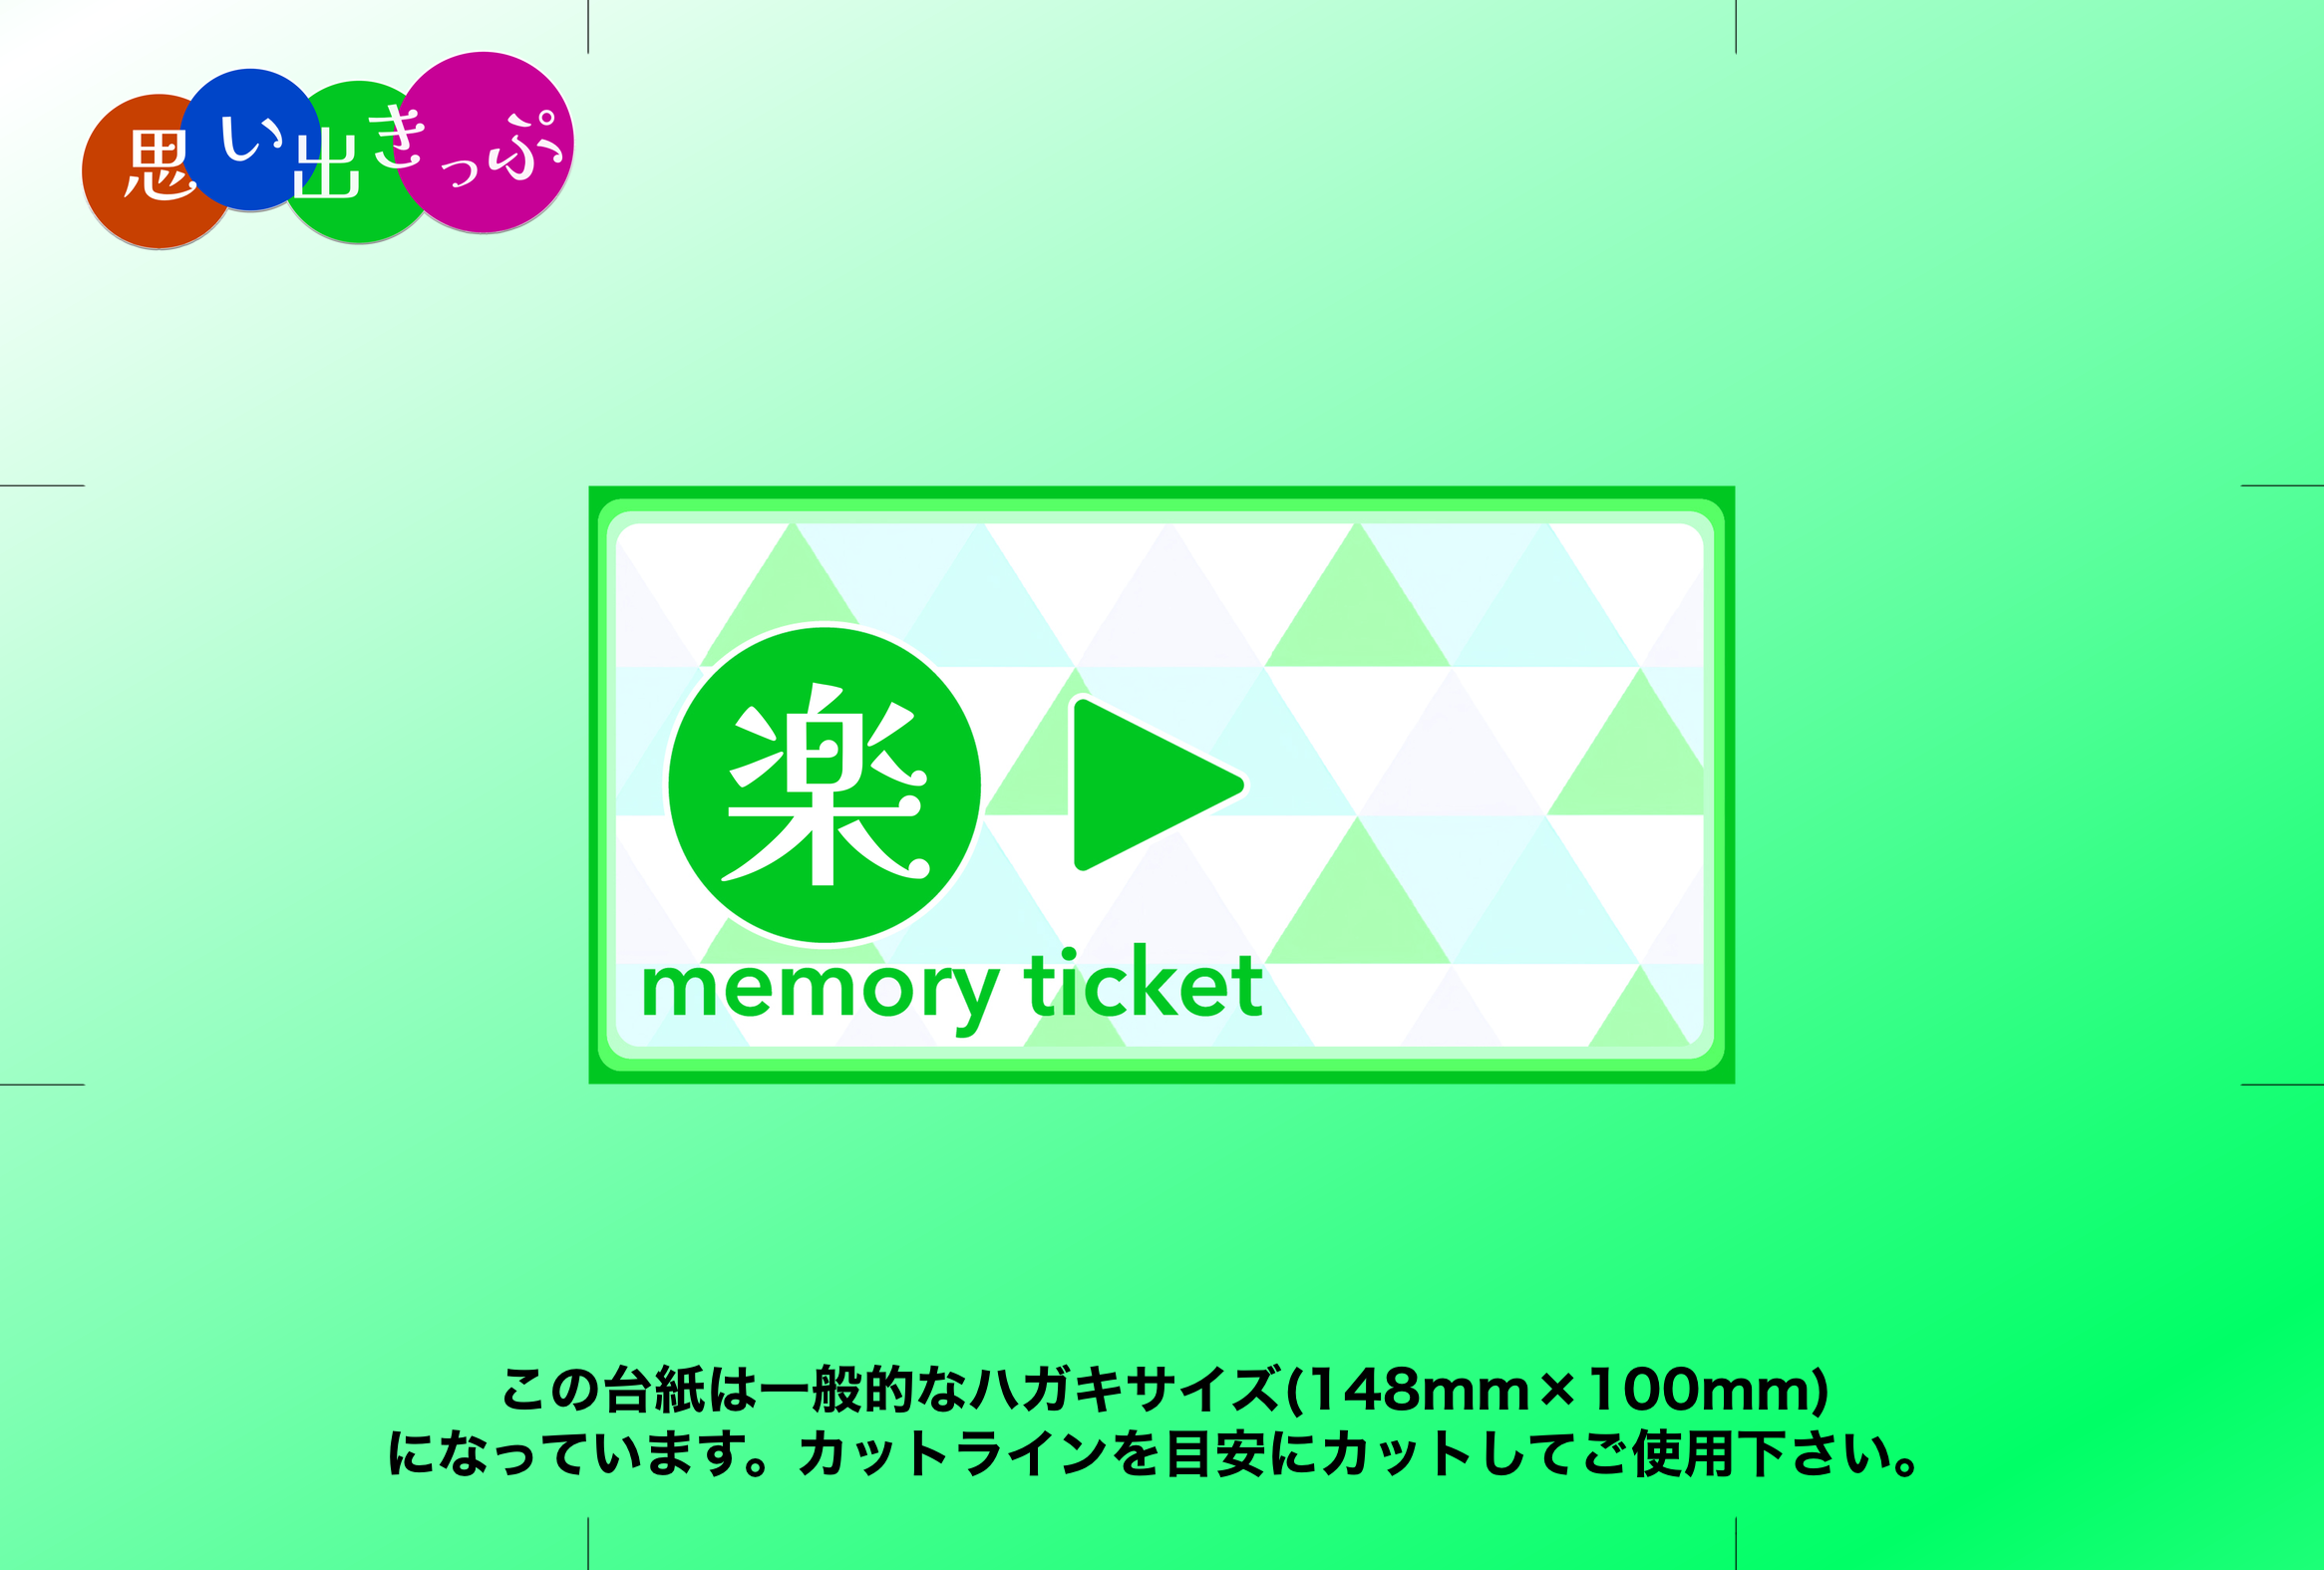 思い出きっぷ
楽
memory ticket
この台紙は一般的なハガキサイズ(148mm×100mm)
になっています。カットラインを目安にカットしてご使用下さい。